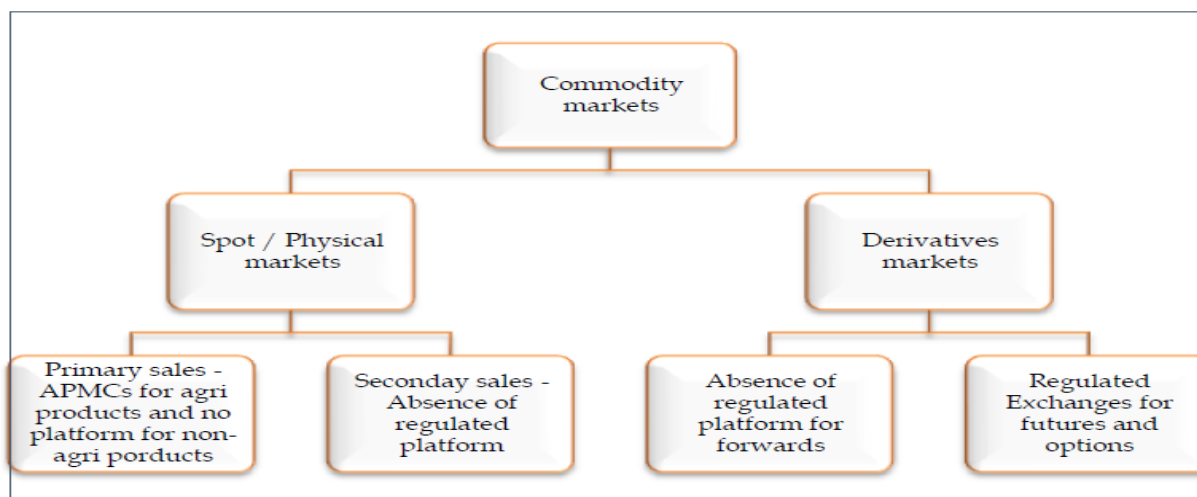 Commodity
markets
Spot / Physical
markets
Derivatives
markets
Primary sales -
APMCs for agri
products and no
platform for non-
agri porducts
Seconday sales -
Absence of
regulated
platform
Absence of
regulated
platform for
forwards
Regulated
Exchanges for
futures and
options